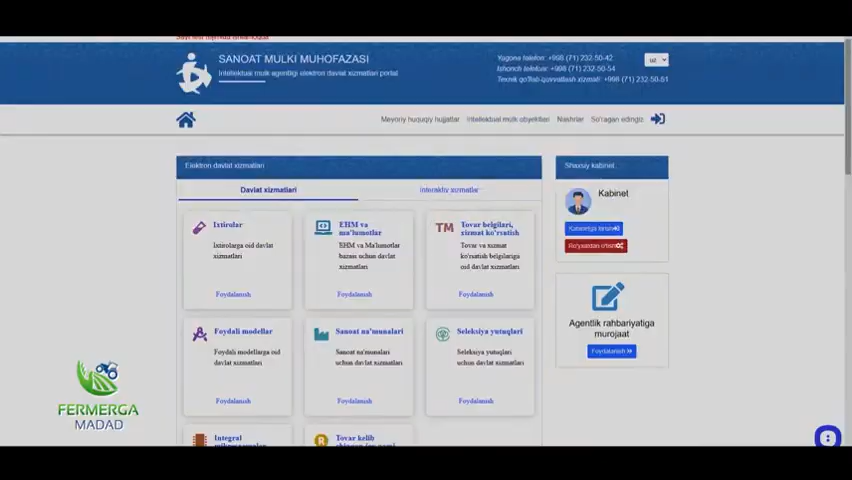 SANOAT MULKI MUHOFAZASI
Intellektual mulk agentligi elektron davlat xizmatlari portali
Yagona telefon: +998 (71) 232-50-42
Ishonch telefoni: +998 (71) 232-50-54
Texnik qo'llab-quvvatlash xizmati: +998 (71) 232-50-51
uz
Meyoriy huquqiy hujjatlar Intellektual mulk obyektlari Nashrlar So'ragan edingiz
Elektron davlat xizmatlari
Davlat xizmatlari Interaktiv xizmatlar
Ixtirolar
Ixtirolarga oid davlat
xizmatlari
Foydalanish
EHM va
ma'lumotlar
EHM va Ma'lumotlar
bazasi uchun davlat
xizmatlari
Foydalanish
TM
Tovar belgilari,
xizmat ko'rsatish
Tovar va xizmat
ko'rsatish belgilariga
oid davlat xizmatlari
Foydalanish
Foydali modellar
Foydali modellarga oid
davlat xizmatlari
Foydalanish
Sanoat na'munalari
Sanoat na'munalari
uchun davlat xizmatlari
Foydalanish
Seleksiya yutuqlari
Seleksiya yutuqlari
uchun davlat xizmatlari
Foydalanish
Integral
Tovar kelib
Shaxsiy kabinet
Kabinet
Kabinetga kirish
Ro'yxatdan o'tish
Agentlik rahbariyatiga
murojaat
Foydalanish
FERMERGA
MADAD